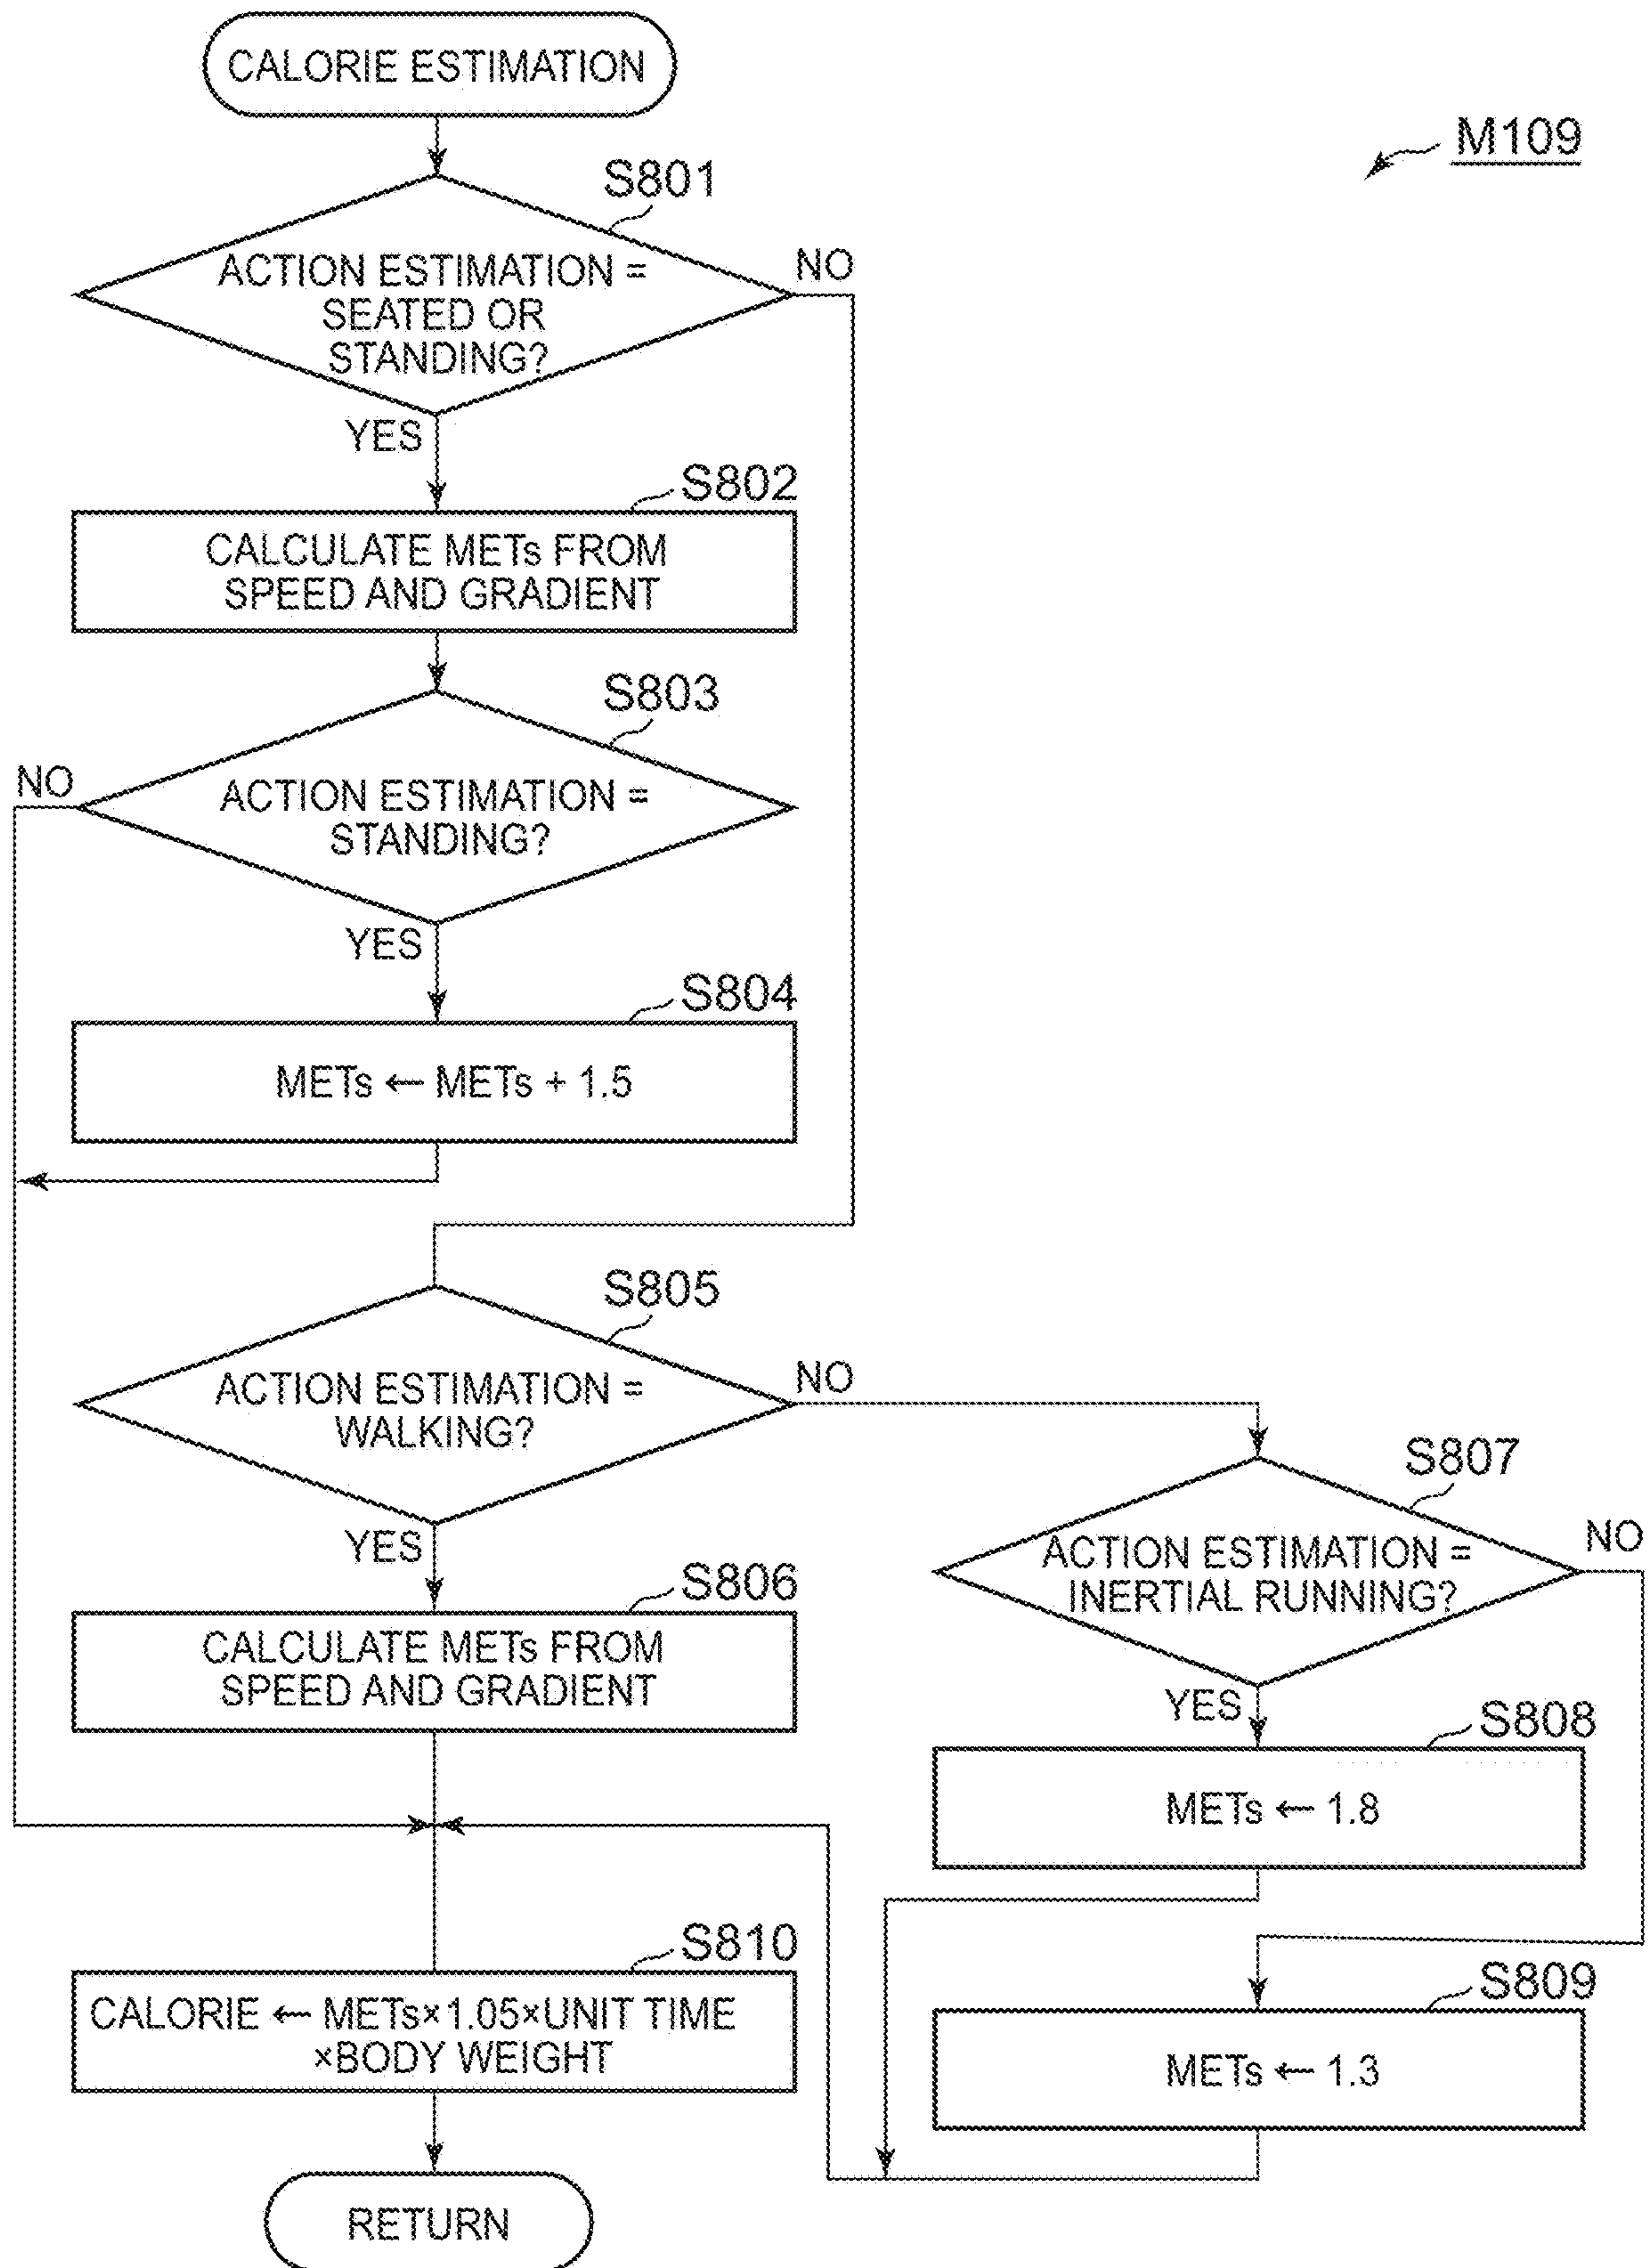 CALORIE ESTIMATION
M109
S801
ACTION ESTIMATION =
SEATED OR
STANDING?
NO
YES
S802
CALCULATE METs FROM
SPEED AND GRADIENT
S803
NO
ACTION ESTIMATION =
STANDING?
YES
S804
METs ← METs + 1.5
S805
ACTION ESTIMATION =
WALKING?
NO
YES
S806
CALCULATE METs FROM
SPEED AND GRADIENT
S807
ACTION ESTIMATION =
INERTIAL RUNNING?
NO
YES
S808
METs ← 1.8
S809
METs ← 1.3
S810
CALORIE ← METs×1.05×UNIT TIME
×BODY WEIGHT
RETURN